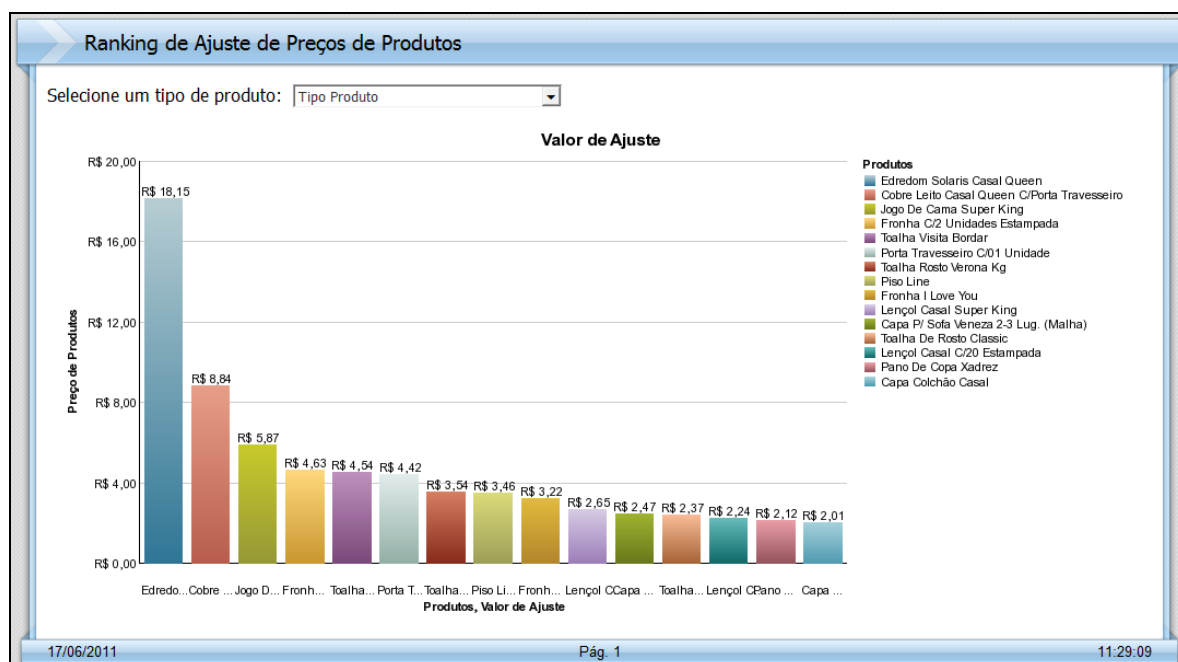 Ranking de Ajuste de Preços de Produtos
Selecione um tipo de produto: Tipo Produto
Valor de Ajuste
Preço de Produtos
R$ 20,00
R$ 16,00
R$ 12,00
R$ 8,00
R$ 4,00
R$ 0,00
R$ 18,15
R$ 8,84
R$ 5,87
R$ 4,63
R$ 4,54
R$ 4,42
R$ 3,54
R$ 3,46
R$ 3,22
R$ 2,65
R$ 2,47
R$ 2,37
R$ 2,24
R$ 2,12
R$ 2,01
Edredo... Cobre ... Jogo D... Fronh... Toalha... Porta T... Toalha... Piso Li... Fronh... Lençol C Capa ... Toalha... Lençol C Pano ... Capa ...
Produtos, Valor de Ajuste
Produtos
Edredom Solaris Casal Queen
Cobre Leito Casal Queen C/Porta Travesseiro
Jogo De Cama Super King
Fronha C/2 Unidades Estampada
Toalha Visita Bordar
Porta Travesseiro C/01 Unidade
Toalha Rosto Verona Kg
Piso Line
Fronha I Love You
Lençol Casal Super King
Capa P/ Sofa Veneza 2-3 Lug. (Malha)
Toalha De Rosto Classic
Lençol Casal C/20 Estampada
Pano De Copa Xadrez
Capa Colchão Casal
17/06/2011 Pág. 1 11:29:09